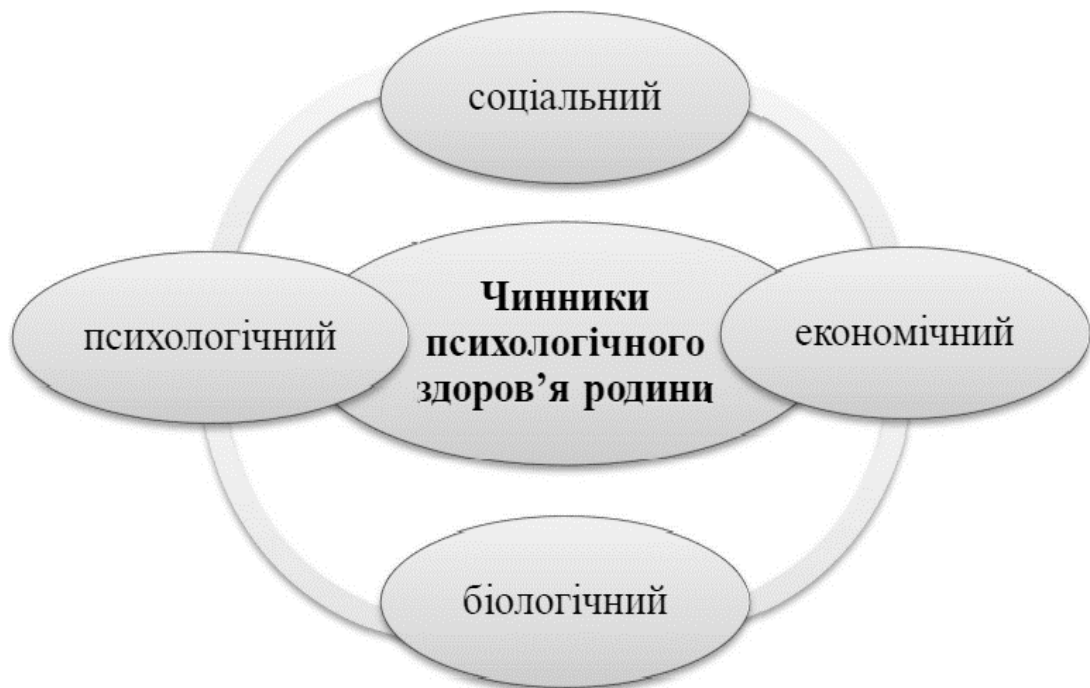 соціальний
психологічний
Чинники
психологічного
здоров’я родини
економічний
біологічний